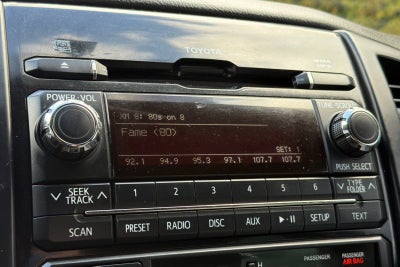 TOYOTA
POWER·VOL
TUNE·SCROLL
XM 8: 80s on 8
Fame (80)
SET: 1
92.1 94.9 95.3 97.1 107.7 107.7
PUSH SELECT
SEEK
TRACK
1 2 3 4 5 6
TYPE
FOLDER
SCAN
PRESET RADIO DISC AUX SETUP
TEXT
H
PASSENGER
PASSENGER
AIR BAG